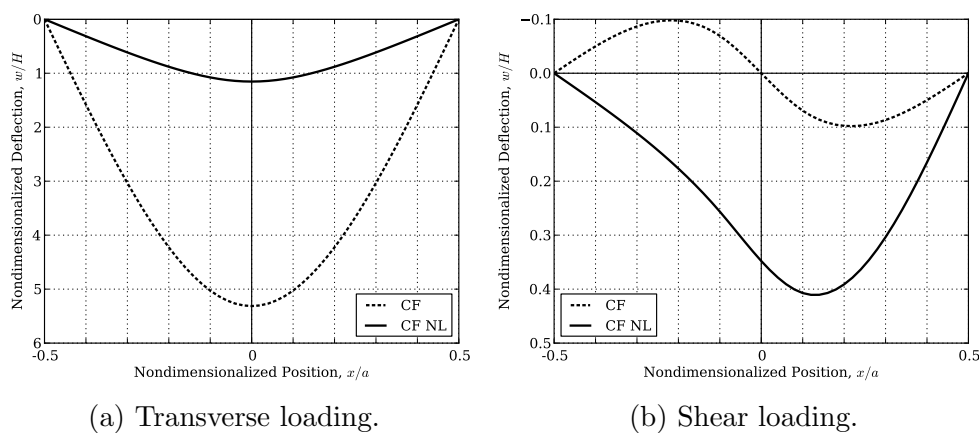 0
1
2
3
4
5
6
-0.5
0
0.5
Nondimensionalized Deflection, w/H
Nondimensionalized Position, x/a
CF
CF NL
(a) Transverse loading.
−0.1
0.0
0.1
0.2
0.3
0.4
0.5
-0.5
0
0.5
Nondimensionalized Deflection, w/H
Nondimensionalized Position, x/a
CF
CF NL
(b) Shear loading.